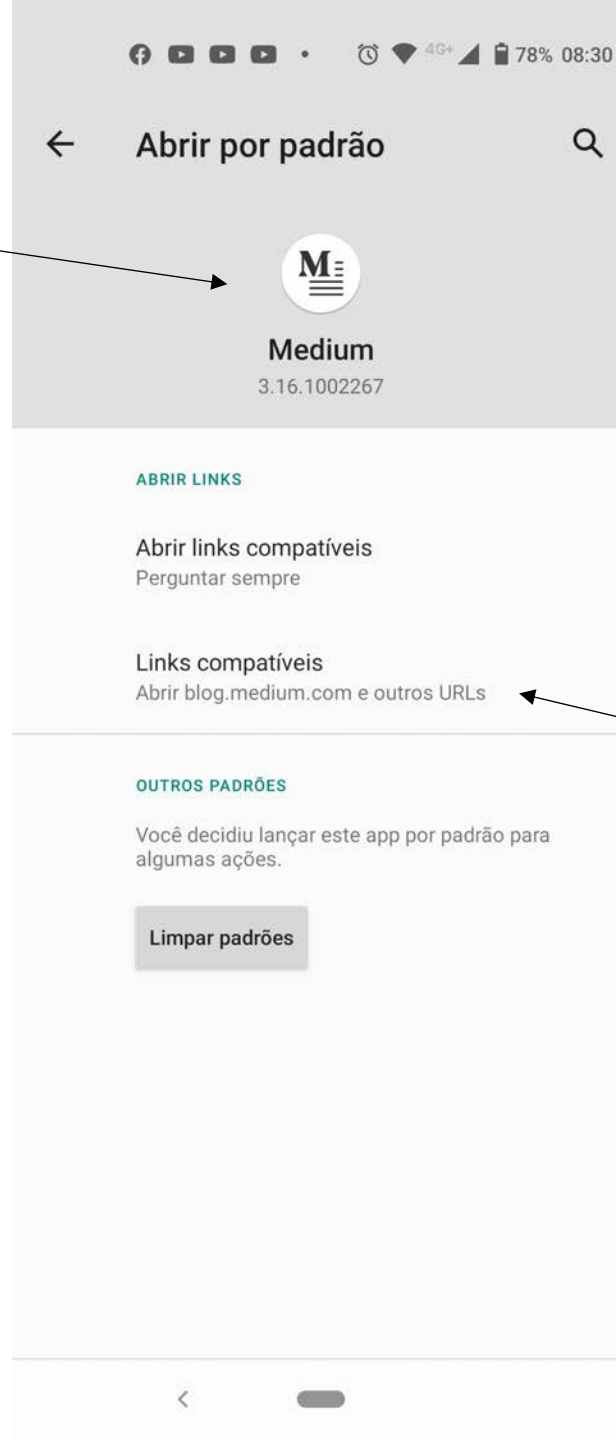 4G+ 78% 08:30
Abrir por padrão
M
Medium
3.16.1002267
ABRIR LINKS
Abrir links compatíveis
Perguntar sempre
Links compatíveis
Abrir blog.medium.com e outros URLs
OUTROS PADRÕES
Você decidiu lançar este app por padrão para
algumas ações.
Limpar padrões